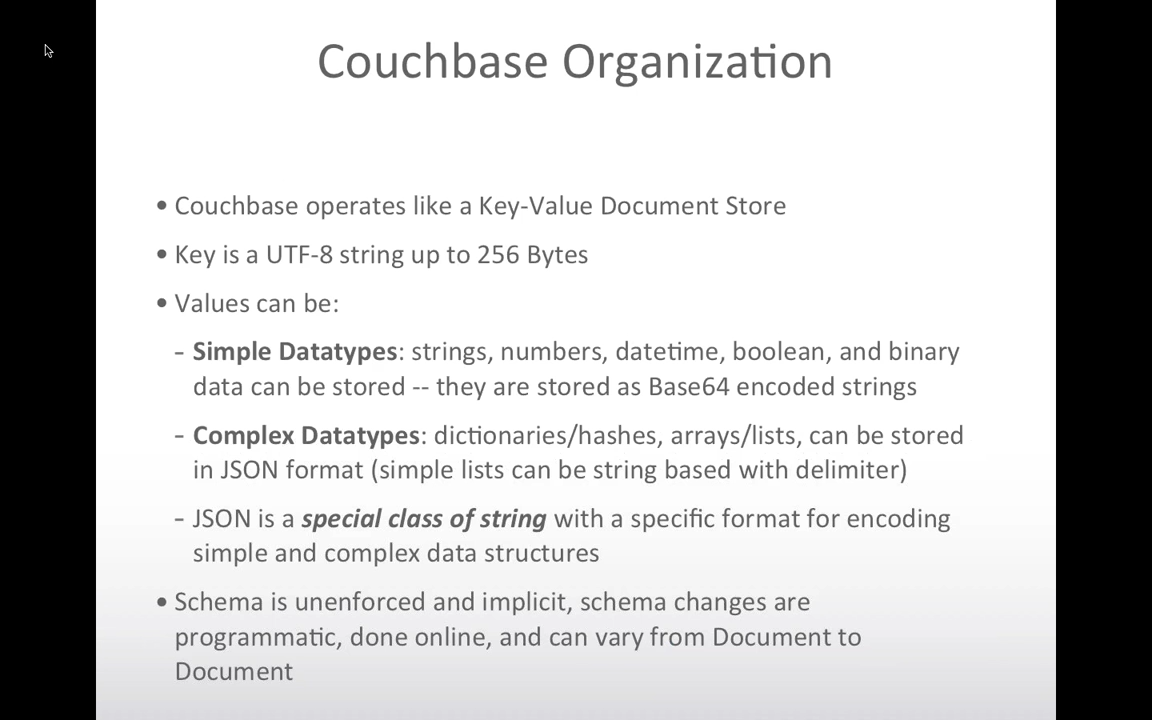 Couchbase Organization
• Couchbase operates like a Key-Value Document Store
• Key is a UTF-8 string up to 256 Bytes
• Values can be:
- Simple Datatypes: strings, numbers, datetime, boolean, and binary
data can be stored -- they are stored as Base64 encoded strings
- Complex Datatypes: dictionaries/hashes, arrays/lists, can be stored
in JSON format (simple lists can be string based with delimiter)
- JSON is a special class of string with a specific format for encoding
simple and complex data structures
• Schema is unenforced and implicit, schema changes are
programmatic, done online, and can vary from Document to
Document